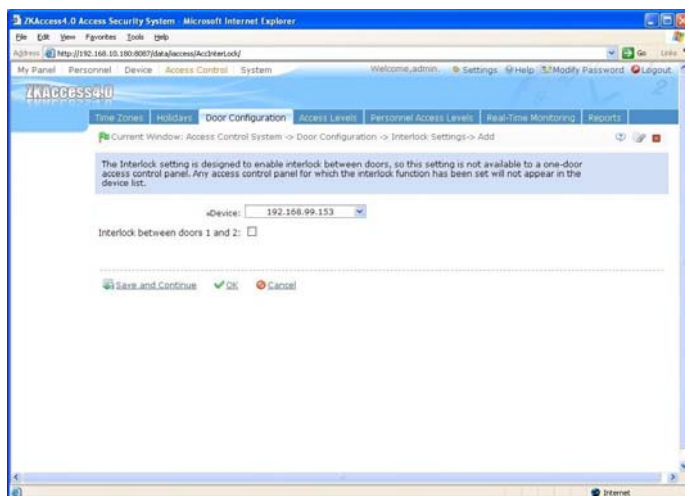 ZKAccess4.0 Access Security System - Microsoft Internet Explorer
File Edit View Favorites Tools Help
Address http://192.168.10.180:8087/data/iaccess/AccInterLock/ Go Links
My Panel Personnel Device Access Control System Welcome,admin. Settings Help Modify Password Logout
ZKAccess4.0
Time Zones Holidays Door Configuration Access Levels Personnel Access Levels Real-Time Monitoring Reports
Current Window: Access Control System -> Door Configuration -> Interlock Settings-> Add
The Interlock setting is designed to enable interlock between doors, so this setting is not available to a one-door
access control panel. Any access control panel for which the interlock function has been set will not appear in the
device list.
*Device: 192.168.99.153
Interlock between doors 1 and 2:
Save and Continue OK Cancel
Internet